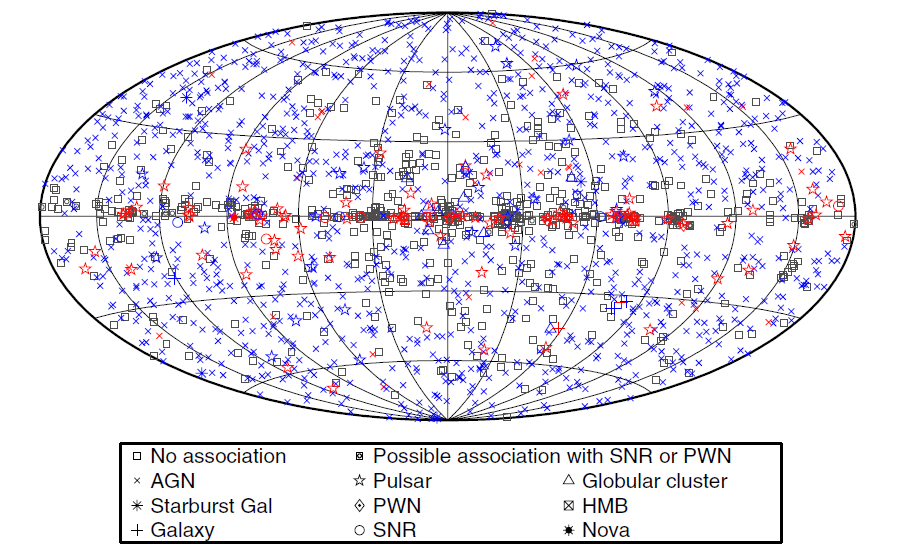 No association Possible association with SNR or PWN
AGN Pulsar Globular cluster
Starburst Gal PWN HMB
Galaxy SNR Nova